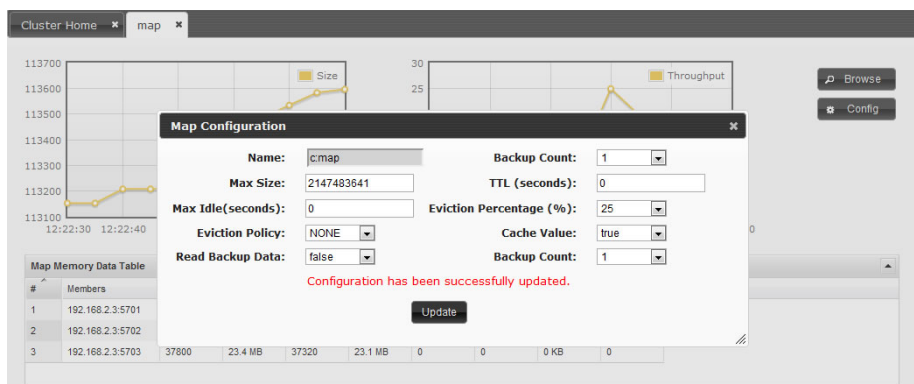 Cluster Home × map ×
113700
113600
113500
113400
113300
113200
113100
12:22:30 12:22:40
Size
30
25
Throughput
0
Browse
Config
Map Configuration ×
Name: c:map Backup Count: 1
Max Size: 2147483641 TTL (seconds): 0
Max Idle(seconds): 0 Eviction Percentage (%): 25
Eviction Policy: NONE Cache Value: true
Read Backup Data: false Backup Count: 1
Configuration has been successfully updated.
Update
Map Memory Data Table
# Members
1 192.168.2.3:5701
2 192.168.2.3:5702
3 192.168.2.3:5703 37800 23.4 MB 37320 23.1 MB 0 0 0 KB 0